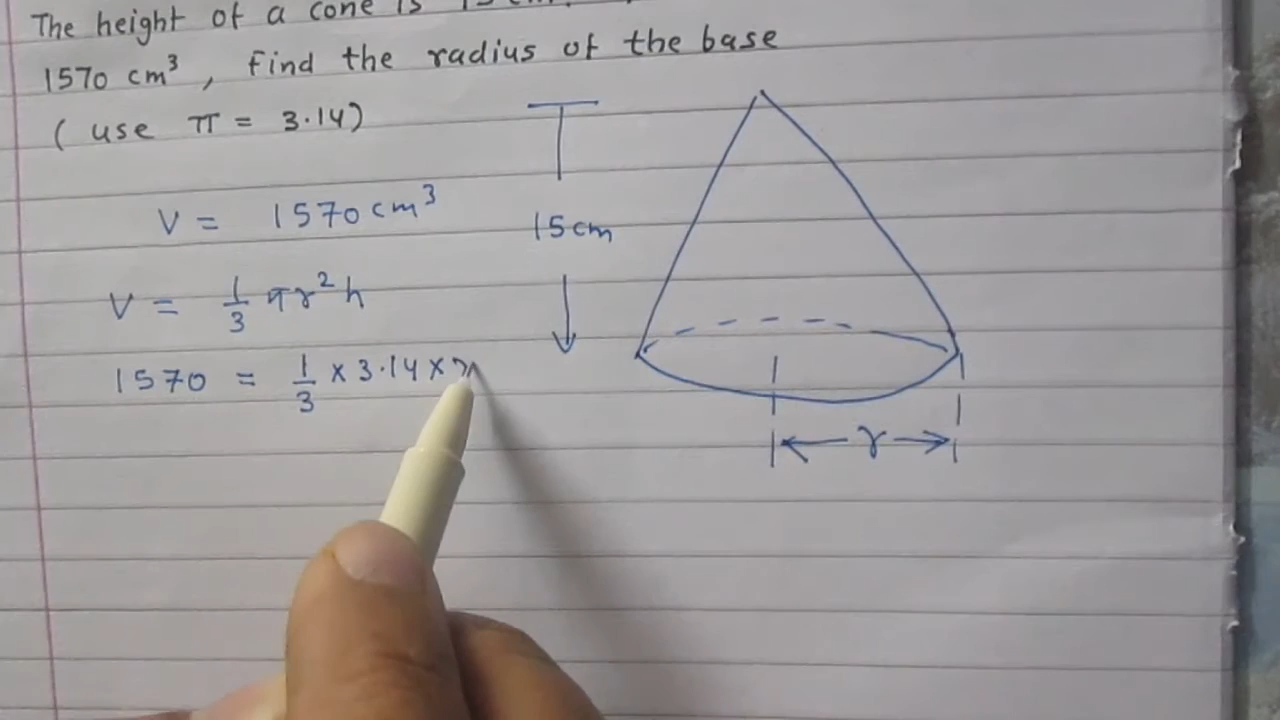 The height of a cone is 15cm.
1570 cm³, find the radius of the base
( use π = 3.14)
V = 1570 cm³
15cm
V = 1/3 πr²h
1570 = 1/3 × 3.14 ×
r